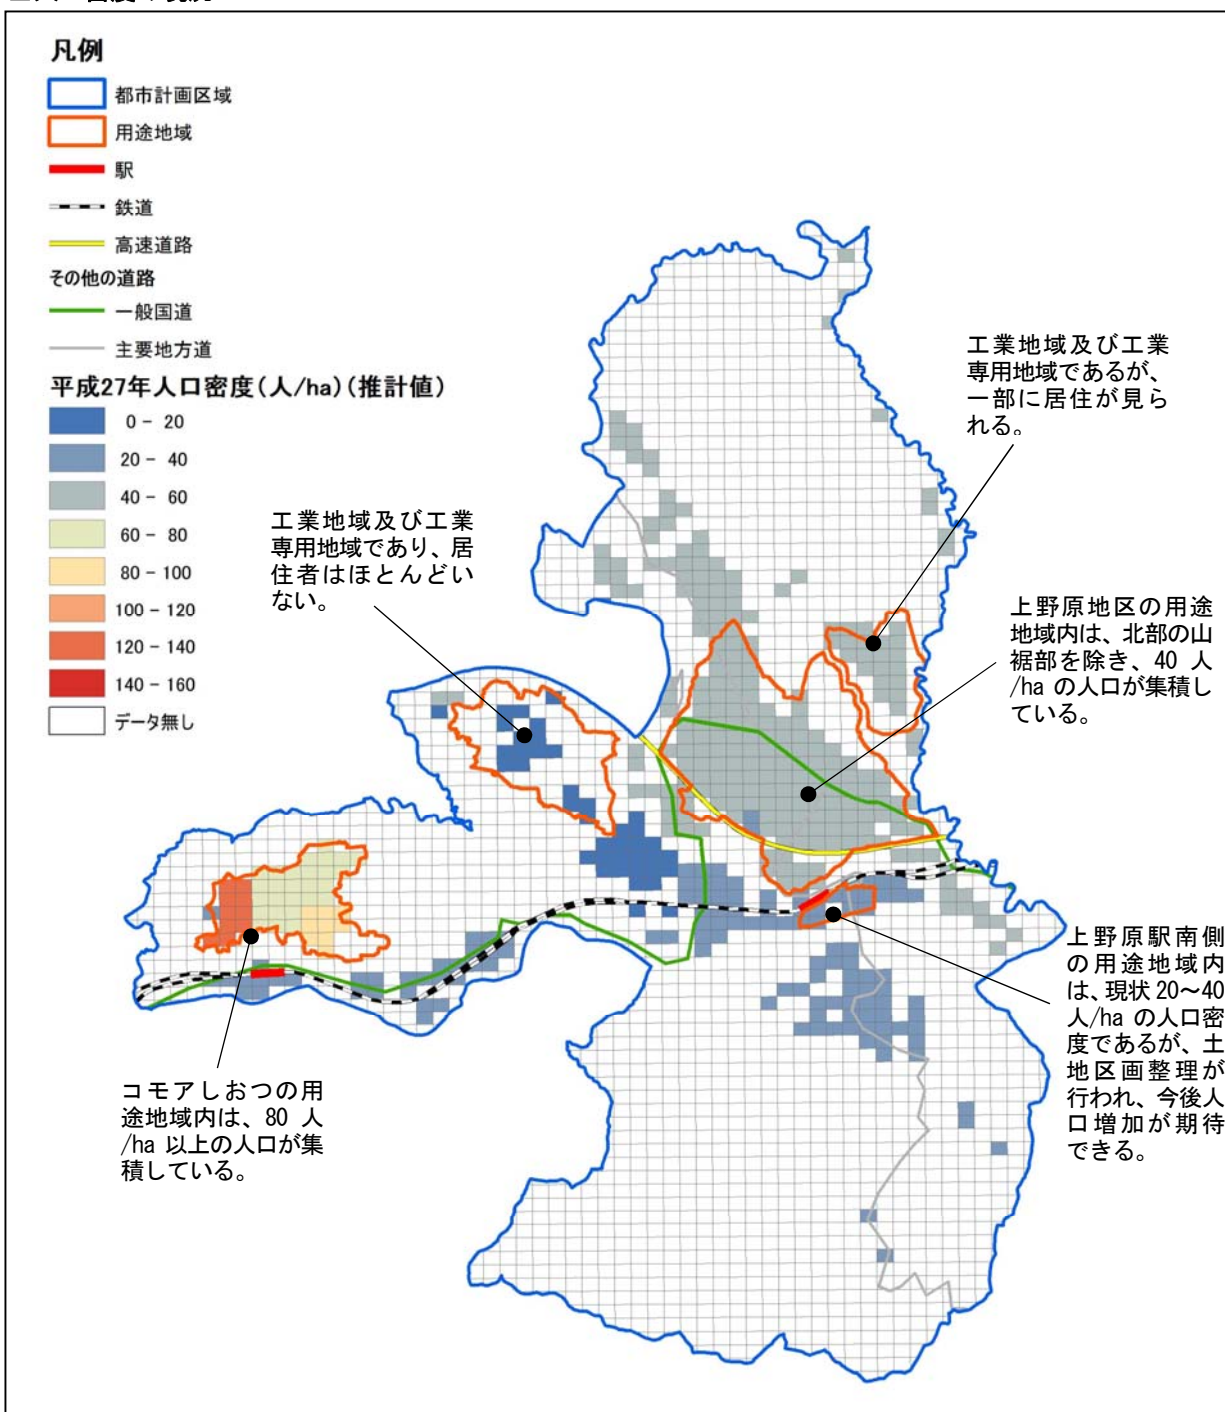 凡例
都市計画区域
用途地域
駅
鉄道
高速道路
その他の道路
一般国道
主要地方道
平成27年人口密度(人/ha)(推計値)
0 - 20
20 - 40
40 - 60
60 - 80
80 - 100
100 - 120
120 - 140
140 - 160
データ無し
工業地域及び工業
専用地域であるが、
一部に居住が見ら
れる。
工業地域及び工業
専用地域であり、居
住者はほとんどい
ない。
上野原地区の用途
地域内は、北部の山
裾部を除き、40 人
/ha の人口が集積し
ている。
上野原駅南側
の用途地域内
は、現状 20～40
人/ha の人口密
度であるが、土
地区画整理が
行われ、今後人
口増加が期待
できる。
コモアしおつの用
途地域内は、80 人
/ha 以上の人口が集
積している。